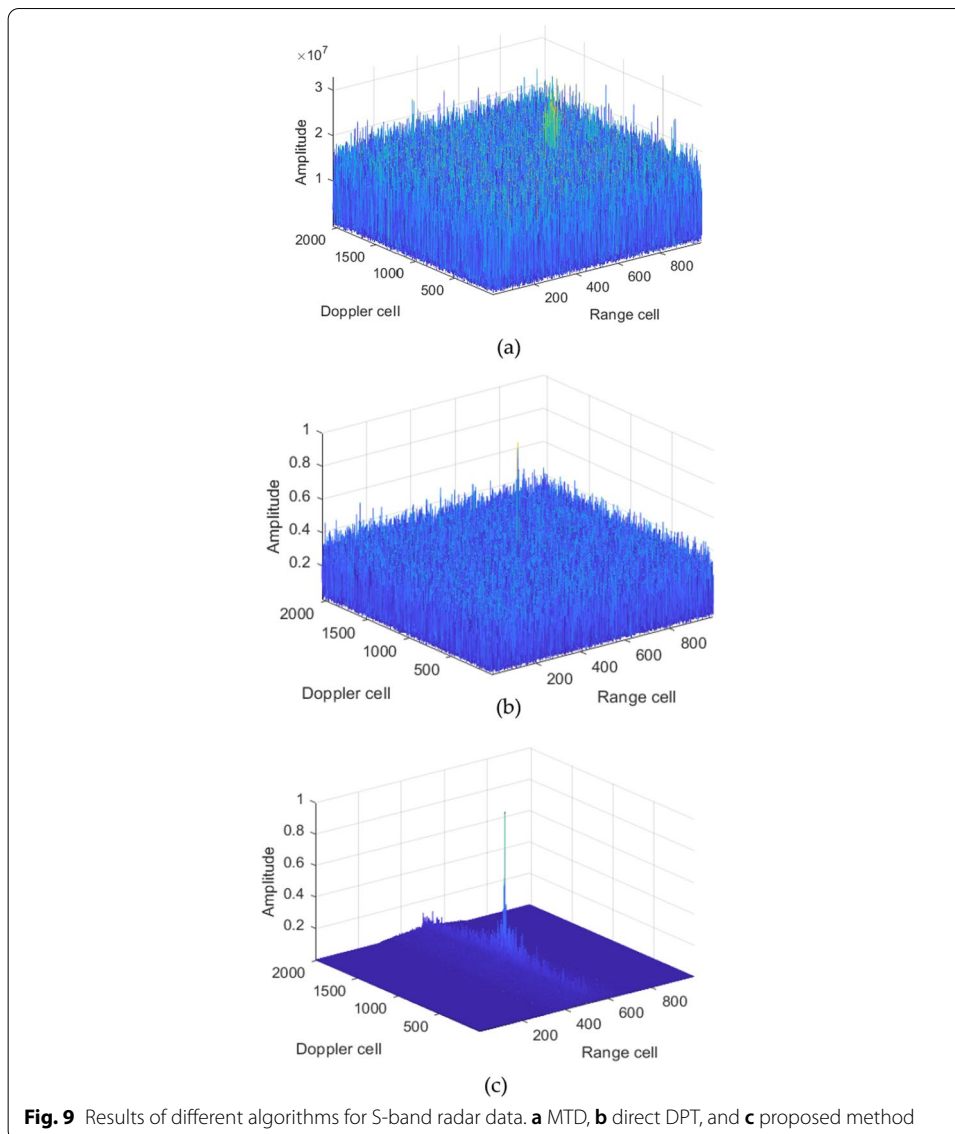 ×10⁷
3
2
1
Amplitude
2000
1500
1000
500
Doppler cell
200
400
600
800
Range cell
(a)
1
0.8
0.6
0.4
0.2
Amplitude
2000
1500
1000
500
Doppler cell
200
400
600
800
Range cell
(b)
1
0.8
0.6
0.4
0.2
Amplitude
2000
1500
1000
500
Doppler cell
200
400
600
800
Range cell
(c)
Fig. 9 Results of different algorithms for S-band radar data. a MTD, b direct DPT, and c proposed method